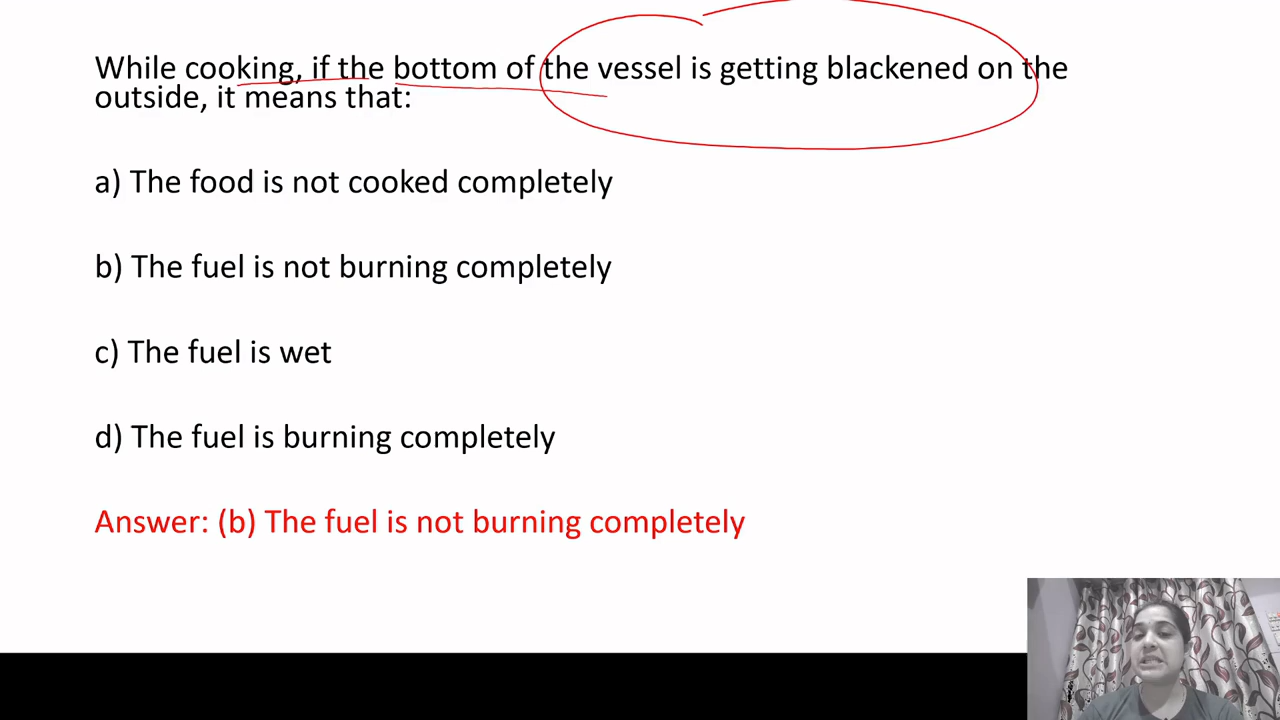 While cooking, if the bottom of the vessel is getting blackened on the
outside, it means that:
a) The food is not cooked completely
b) The fuel is not burning completely
c) The fuel is wet
d) The fuel is burning completely
Answer: (b) The fuel is not burning completely